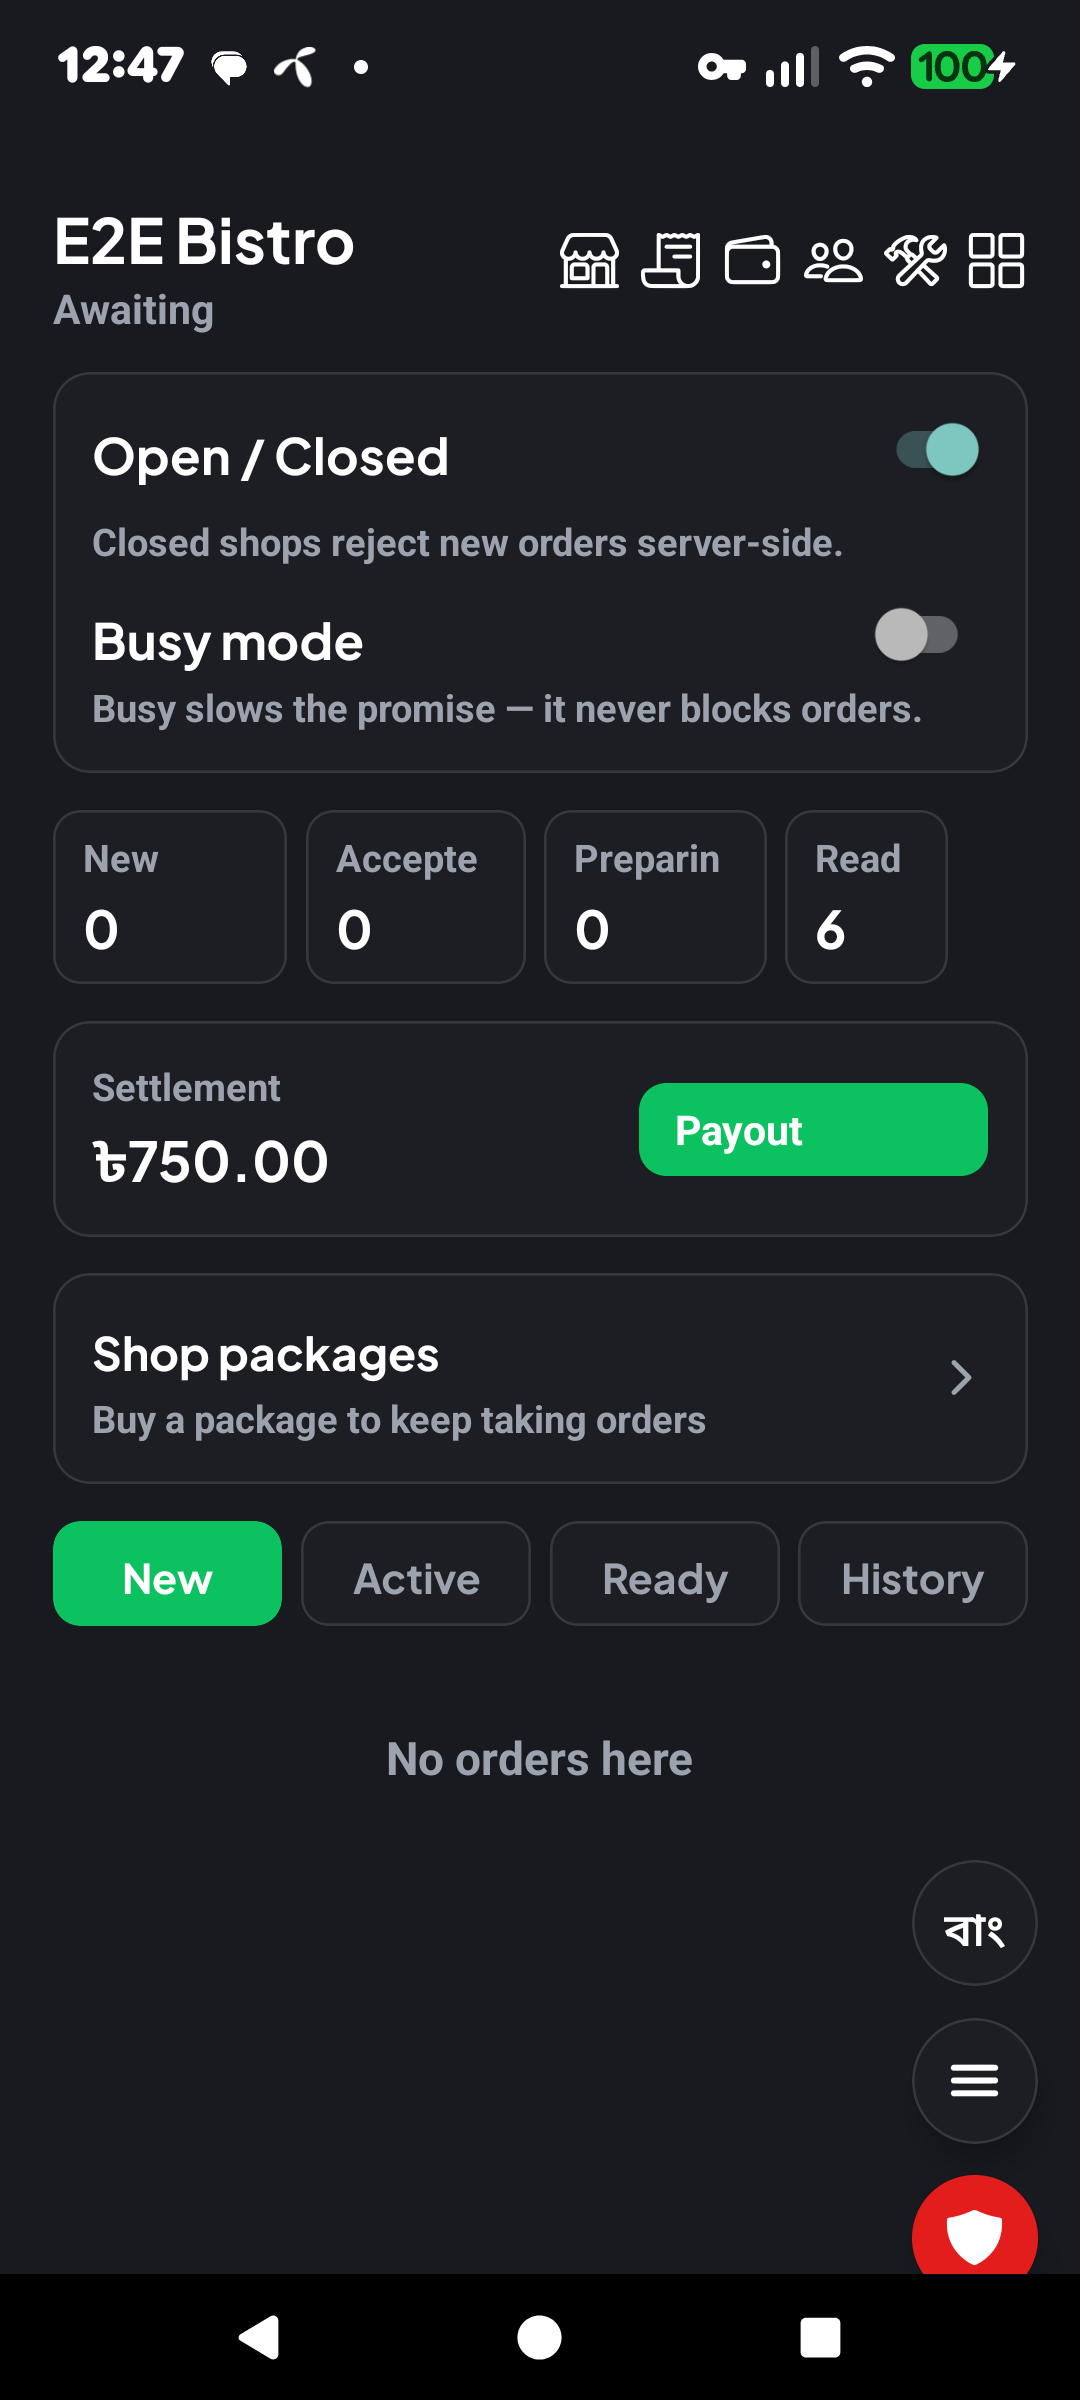 12:47
100
E2E Bistro
Awaiting
Open / Closed
Closed shops reject new orders server-side.
Busy mode
Busy slows the promise — it never blocks orders.
New
Accepte
Preparin
Read
0
0
0
6
Settlement
৳750.00
Payout
Shop packages
Buy a package to keep taking orders
New
Active
Ready
History
No orders here
বাং